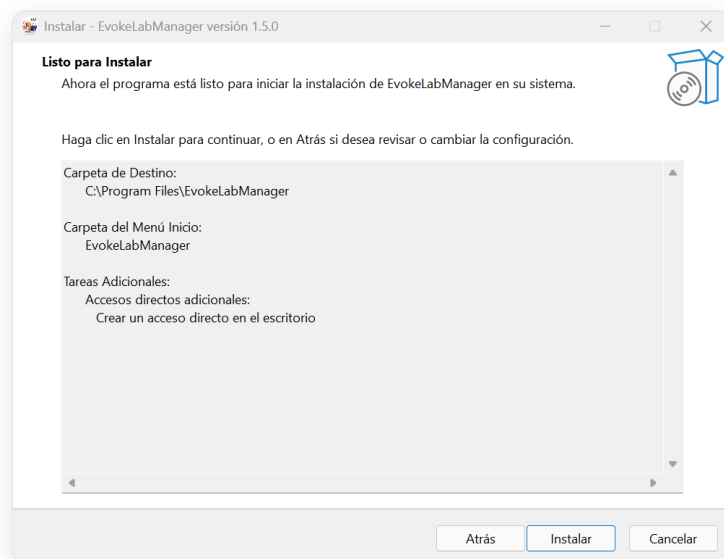 Instalar - EvokeLabManager versión 1.5.0
Listo para Instalar
Ahora el programa está listo para iniciar la instalación de EvokeLabManager en su sistema.
Haga clic en Instalar para continuar, o en Atrás si desea revisar o cambiar la configuración.
Carpeta de Destino:
C:\Program Files\EvokeLabManager
Carpeta del Menú Inicio:
EvokeLabManager
Tareas Adicionales:
Accesos directos adicionales:
Crear un acceso directo en el escritorio
Atrás
Instalar
Cancelar